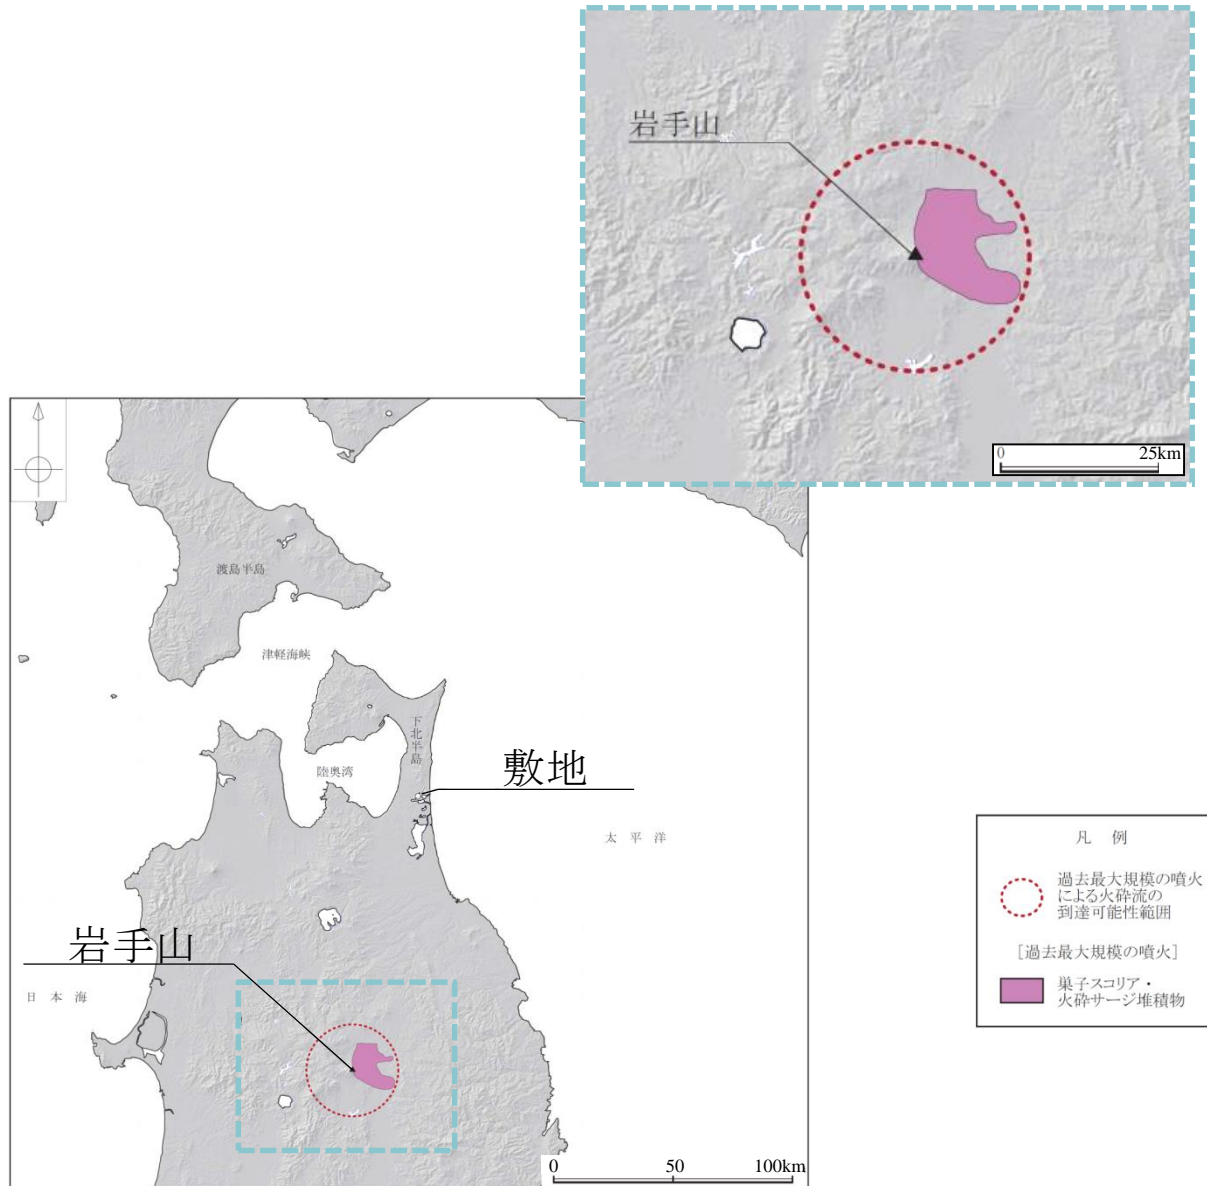 岩手山
0
25km
渡島半島
津軽海峡
下北半島
陸奥湾
敷地
太平洋
岩手山
日本海
0
50
100km
凡例
過去最大規模の噴火
による火砕流の
到達可能性範囲
[過去最大規模の噴火]
巣子スコリア・
火砕サージ堆積物